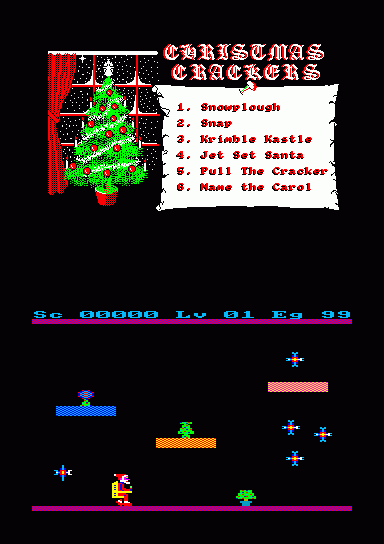 CHRISTMAS
CRACKERS
1. Snowplough
2. Snap
3. Krimble Kastle
4. Jet Set Santa
5. Pull The Cracker
6. Name the Carol
Sc 00000 Lv 01 Eg 99